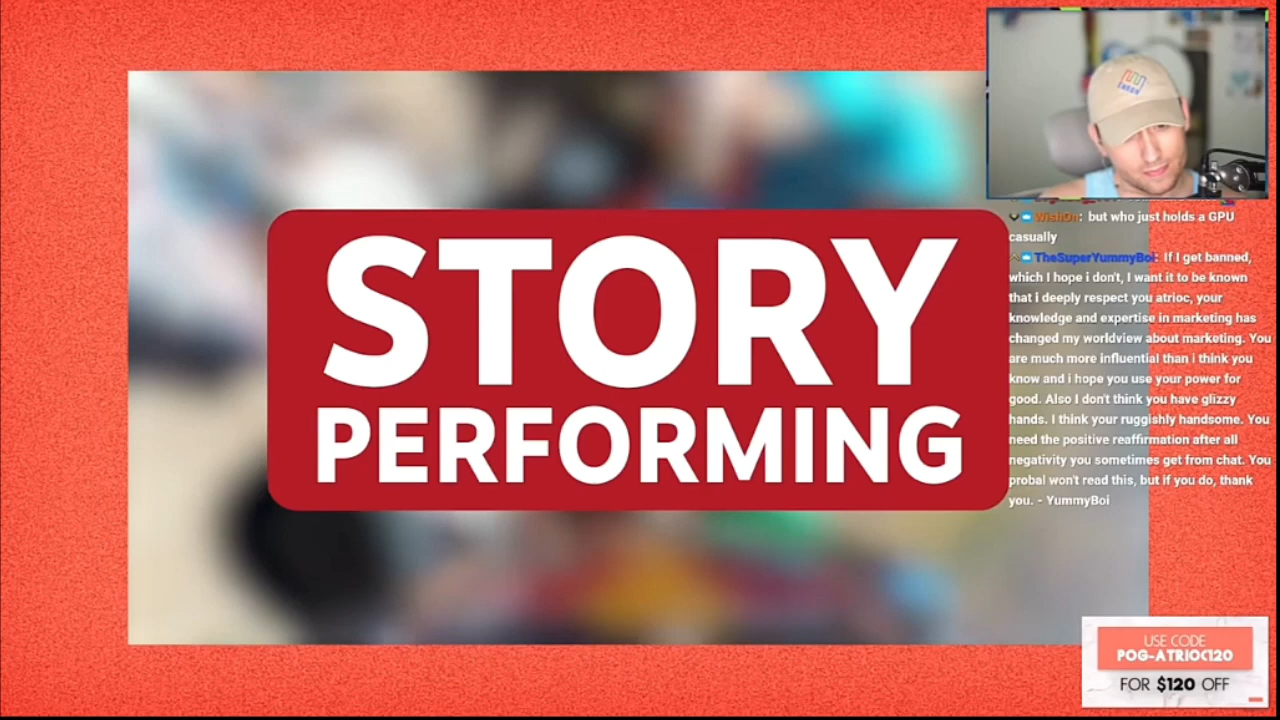 STORY
PERFORMING
WishOn: but who just holds a GPU
casually
TheSuperYummyBoi: If I get banned,
which I hope i don't, I want it to be known
that i deeply respect you atrioc, your
knowledge and expertise in marketing has
changed my worldview about marketing. You
are much more influential than i think you
know and i hope you use your power for
good. Also I don't think you have glizzy
hands. I think your ruggishly handsome. You
need the positive reaffirmation after all
negativity you sometimes get from chat. You
probal won't read this, but if you do, thank
you. - YummyBoi
USE CODE
POG-ATRIOC120
FOR $120 OFF